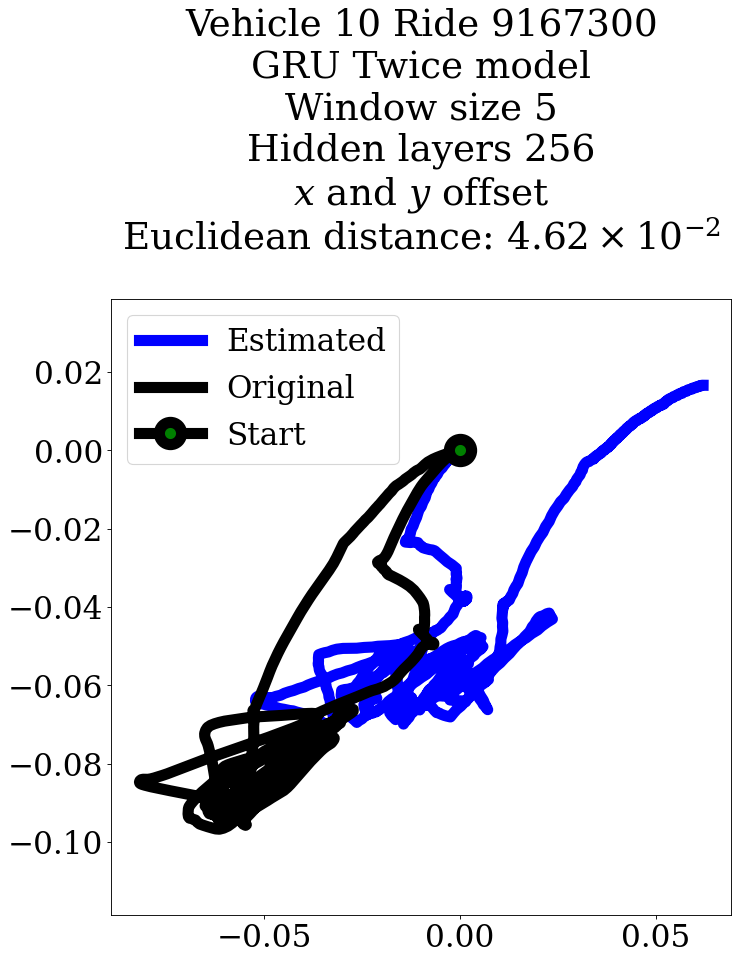 Vehicle 10 Ride 9167300
GRU Twice model
Window size 5
Hidden layers 256
x and y offset
Euclidean distance: 4.62 × 10⁻²
Estimated
Original
Start
0.02
0.00
−0.02
−0.04
−0.06
−0.08
−0.10
−0.05 0.00 0.05